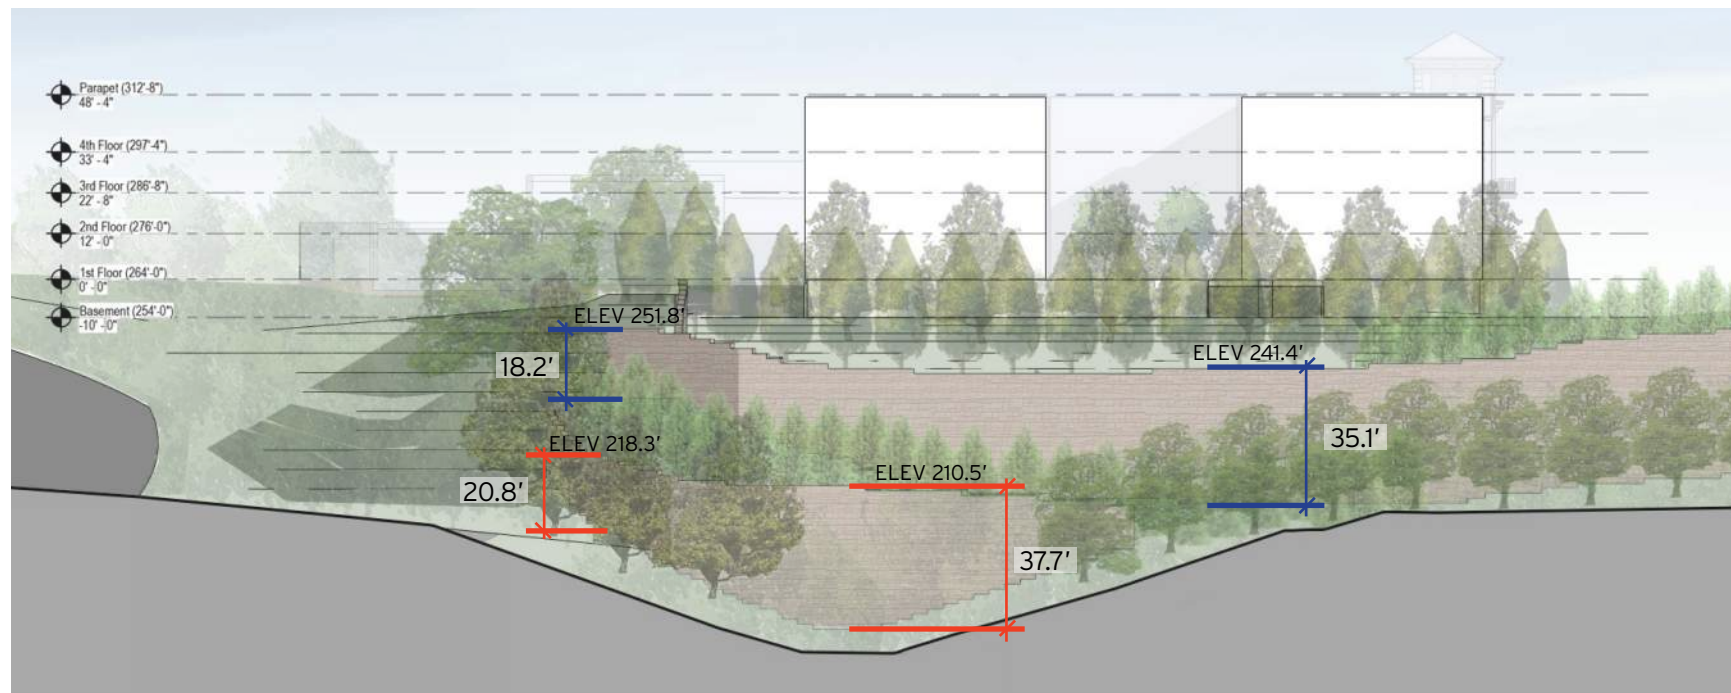 Parapet (312'-8")
48' - 4"
4th Floor (297'-4")
33' - 4"
3rd Floor (286'-8")
22' - 8"
2nd Floor (276'-0")
12' - 0"
1st Floor (264'-0")
0' - 0"
Basement (254'-0")
-10' - 0"
ELEV 251.8'
18.2'
ELEV 241.4'
35.1'
ELEV 218.3'
20.8'
ELEV 210.5'
37.7'